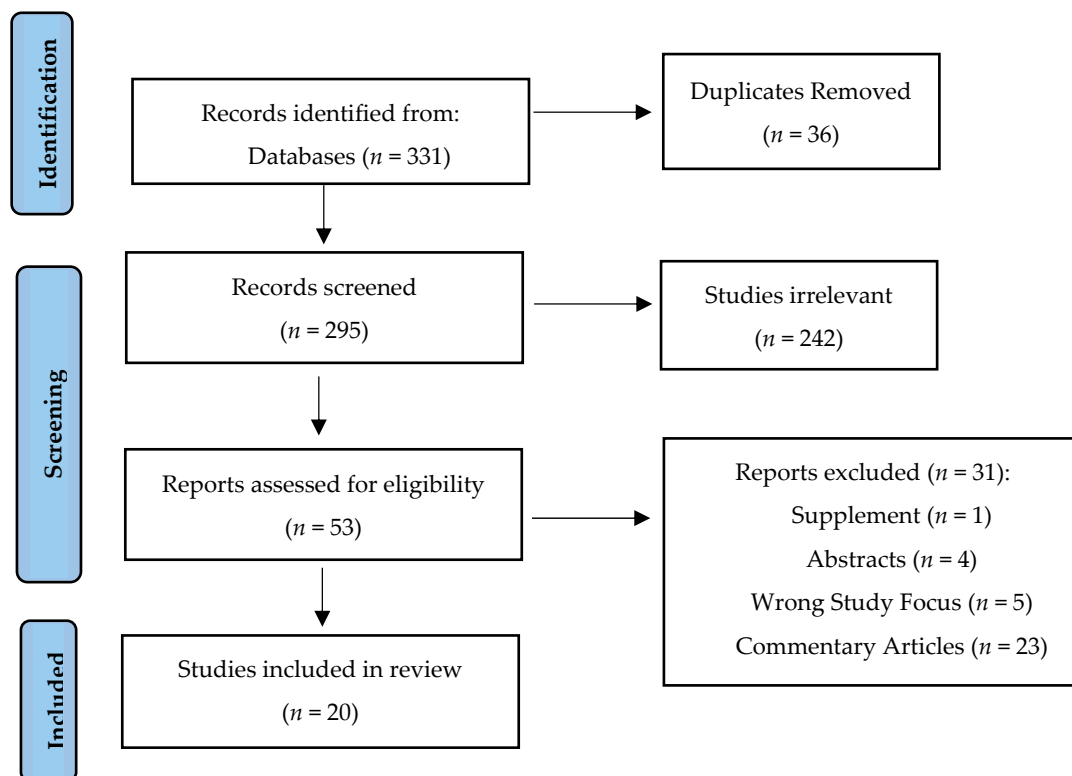 Identification
Records identified from:
Databases (n = 331)
Duplicates Removed
(n = 36)
Screening
Records screened
(n = 295)
Studies irrelevant
(n = 242)
Reports assessed for eligibility
(n = 53)
Reports excluded (n = 31):
Supplement (n = 1)
Abstracts (n = 4)
Wrong Study Focus (n = 5)
Commentary Articles (n = 23)
Included
Studies included in review
(n = 20)